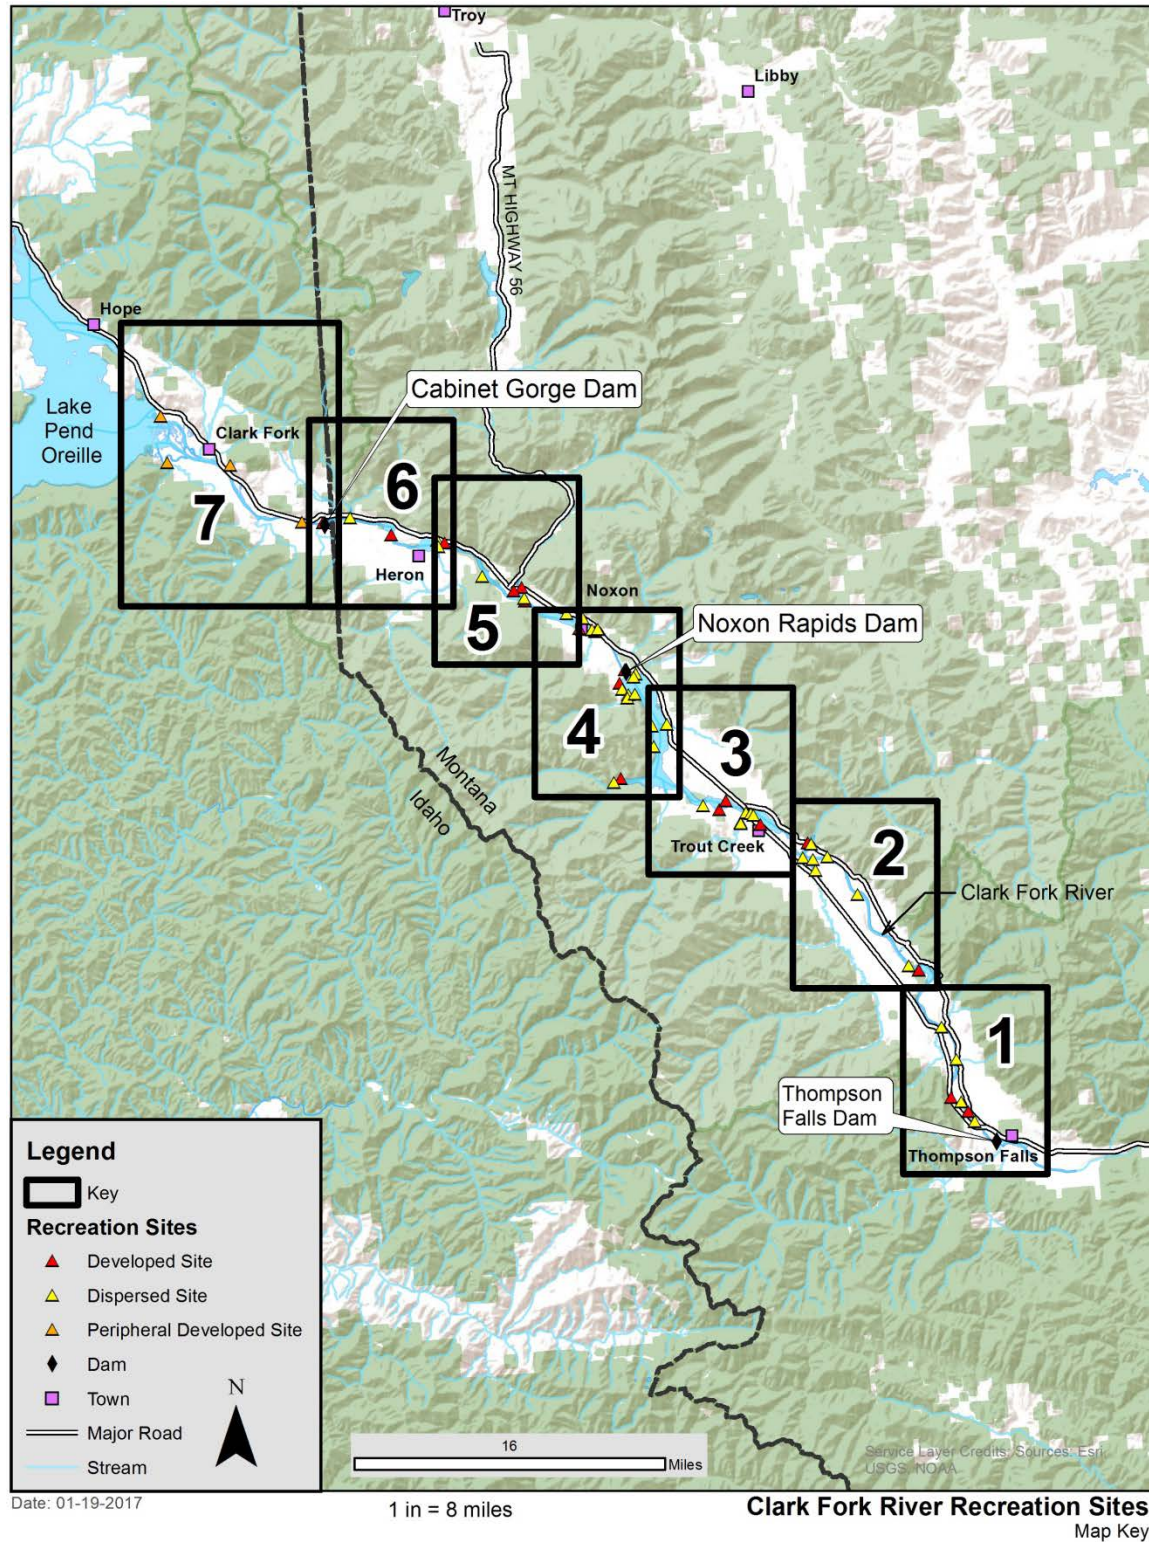 Troy
Libby
MT HIGHWAY 56
Hope
Cabinet Gorge Dam
Lake
Pend
Oreille
Clark Fork
6
7
Heron
Noxon
5
Noxon Rapids Dam
4
3
Montana
Idaho
Trout Creek
2
Clark Fork River
1
Thompson
Falls Dam
Thompson Falls
Legend
Key
Recreation Sites
Developed Site
Dispersed Site
Peripheral Developed Site
Dam
Town
Major Road
Stream
N
16
Miles
Service Layer Credits: Sources: Esri,
USGS, NOAA
Date: 01-19-2017
1 in = 8 miles
Clark Fork River Recreation Sites
Map Key